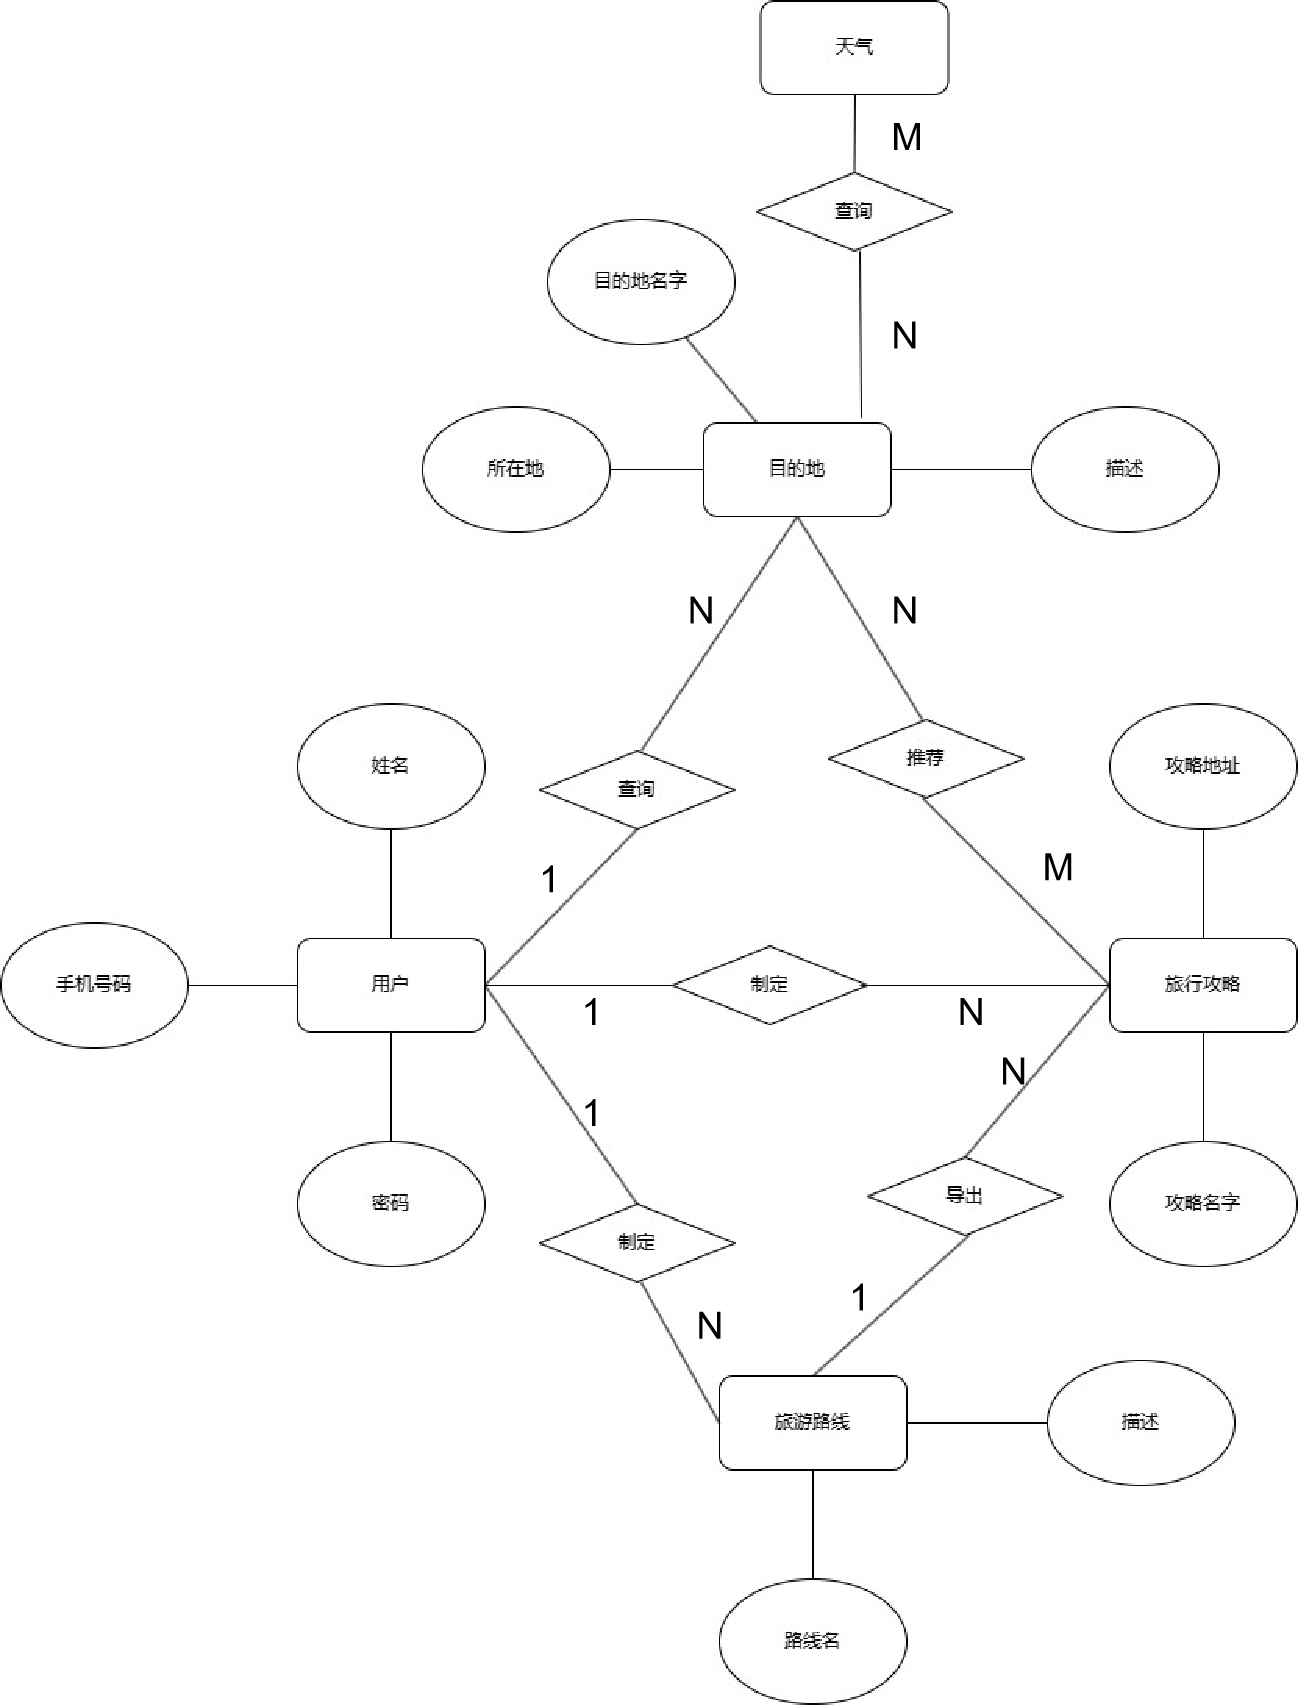 天气
M
查询
目的地名字
N
所在地
目的地
描述
N
N
姓名
查询
推荐
攻略地址
1
M
手机号码
用户
制定
旅行攻略
1
N
N
1
密码
制定
导出
攻略名字
1
N
旅游路线
描述
路线名